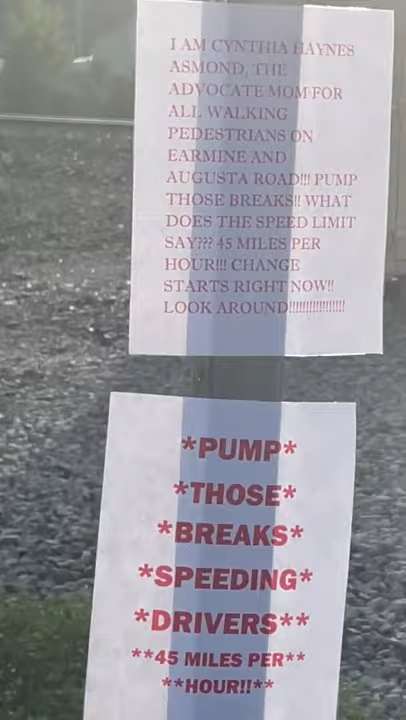 I AM CYNTHIA HAYNES
ASMOND, THE
ADVOCATE MOM FOR
ALL WALKING
PEDESTRIANS ON
EARMINE AND
AUGUSTA ROAD!!! PUMP
THOSE BREAKS!! WHAT
DOES THE SPEED LIMIT
SAY??? 45 MILES PER
HOUR!!! CHANGE
STARTS RIGHT NOW!!
LOOK AROUND!!!!!!!!!!!!!!!!!
*PUMP*
*THOSE*
*BREAKS*
*SPEEDING*
*DRIVERS**
**45 MILES PER**
**HOUR!!**